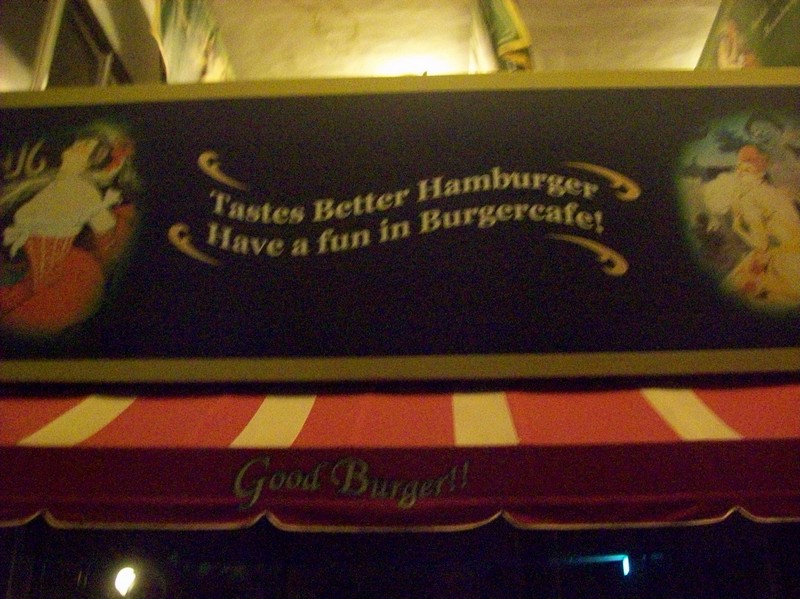 Tastes Better Hamburger
Have a fun in Burgercafe!
Good Burger!!